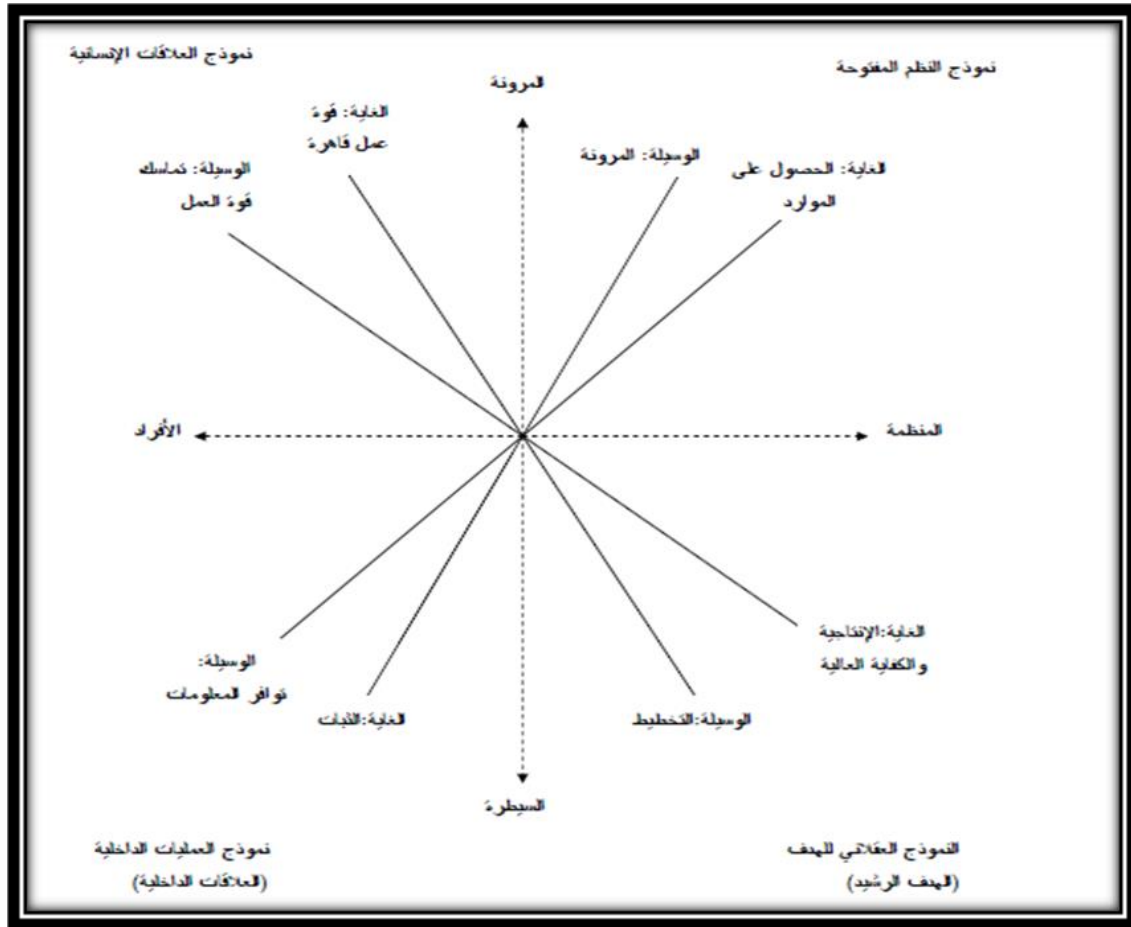 نموذج النظم المفتوحة
نموذج العلاقات الإنسانية
المرونة
الغاية: الحصول على
الموارد
الوسيلة: المرونة
الغاية: قوة
عمل قاهرة
الوسيلة: تماسك
قوة العمل
المنظمة
الأفراد
الغاية:الإنتاجية
والكفاية العالية
الوسيلة:التخطيط
الغاية:الثبات
الوسيلة:
توافر المعلومات
السيطرة
النموذج العقلاني للهدف
(الهدف الرشيد)
نموذج العمليات الداخلية
(العلاقات الداخلية)